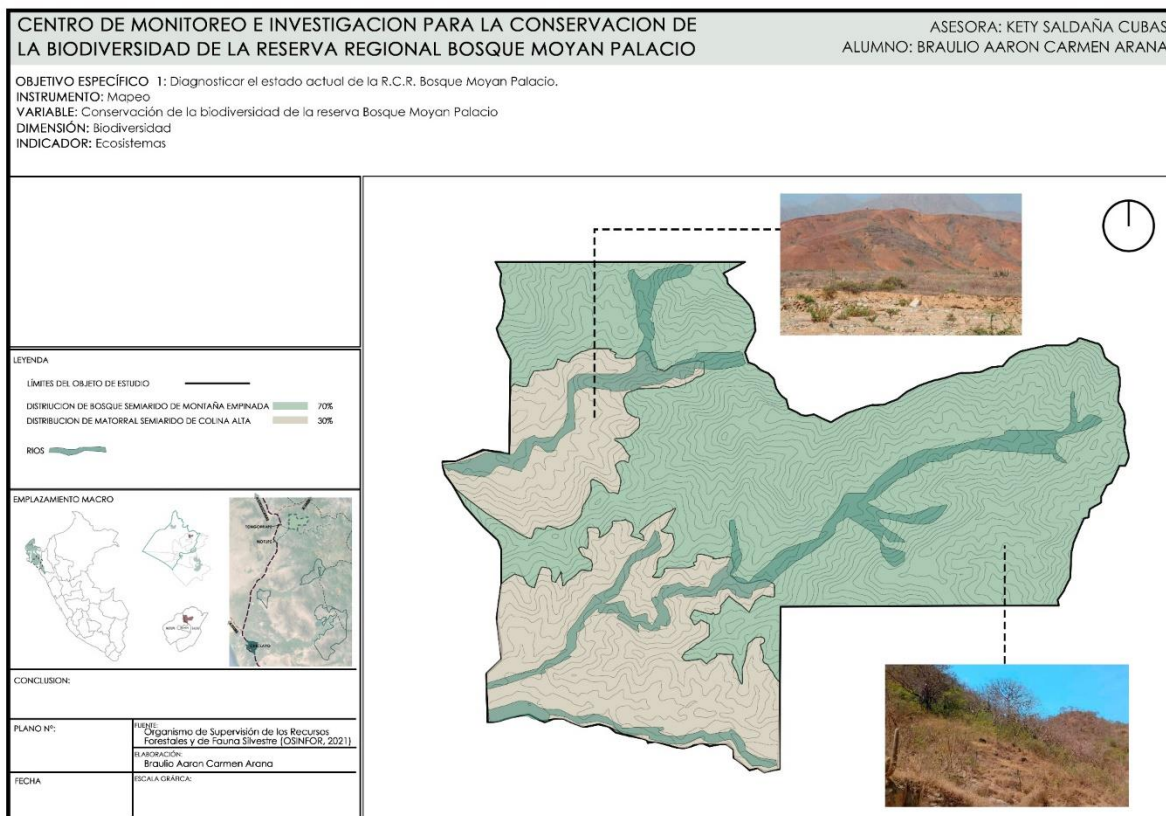 CENTRO DE MONITOREO E INVESTIGACION PARA LA CONSERVACION DE
LA BIODIVERSIDAD DE LA RESERVA REGIONAL BOSQUE MOYAN PALACIO
ASESORA: KETY SALDAÑA CUBAS
ALUMNO: BRAULIO AARON CARMEN ARANA
OBJETIVO ESPECÍFICO 1: Diagnosticar el estado actual de la R.C.R. Bosque Moyan Palacio.
INSTRUMENTO: Mapeo
VARIABLE: Conservación de la biodiversidad de la reserva Bosque Moyan Palacio
DIMENSIÓN: Biodiversidad
INDICADOR: Ecosistemas
LEYENDA
LÍMITES DEL OBJETO DE ESTUDIO
DISTRIUCION DE BOSQUE SEMIARIDO DE MONTAÑA EMPINADA 70%
DISTRIBUCION DE MATORRAL SEMIARIDO DE COLINA ALTA 30%
RIOS
EMPLAZAMIENTO MACRO
CONCLUSION:
PLANO Nº:
FUENTE:
Organismo de Supervisión de los Recursos
Forestales y de Fauna Silvestre (OSINFOR, 2021)
ELABORACIÓN:
Braulio Aaron Carmen Arana
FECHA
ESCALA GRÁFICA: